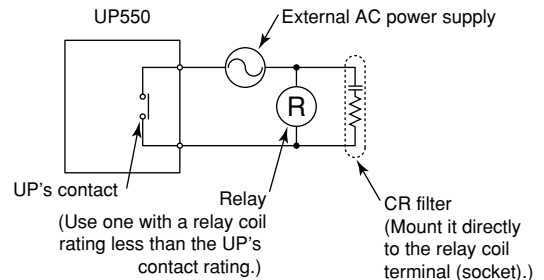 UP550
External AC power supply
R
UP's contact
Relay
(Use one with a relay coil
rating less than the UP's
contact rating.)
CR filter
(Mount it directly
to the relay coil
terminal (socket).)